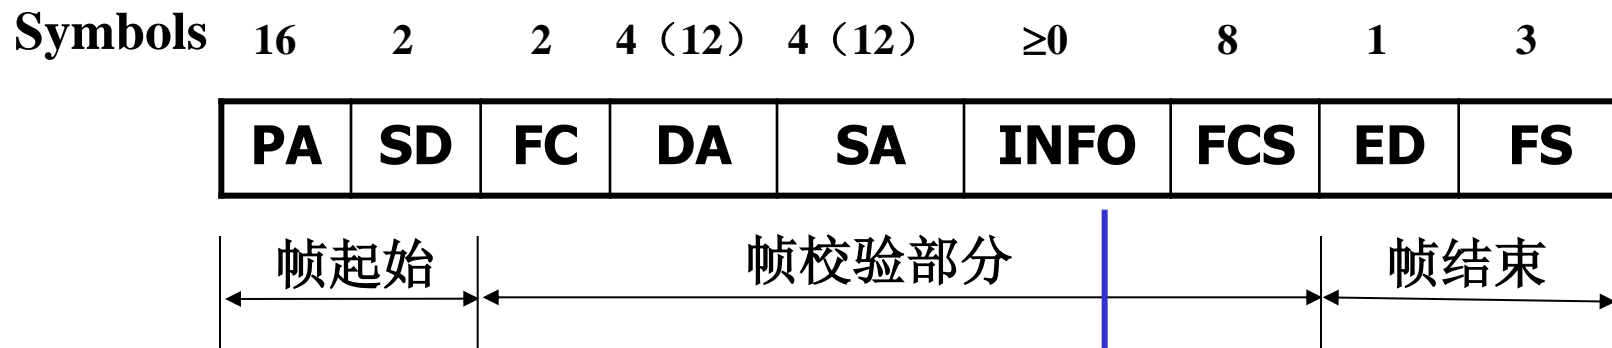 Symbols 16 2 2 4（12） 4（12） ≥0 8 1 3
PA SD FC DA SA INFO FCS ED FS
帧起始 帧校验部分 帧结束